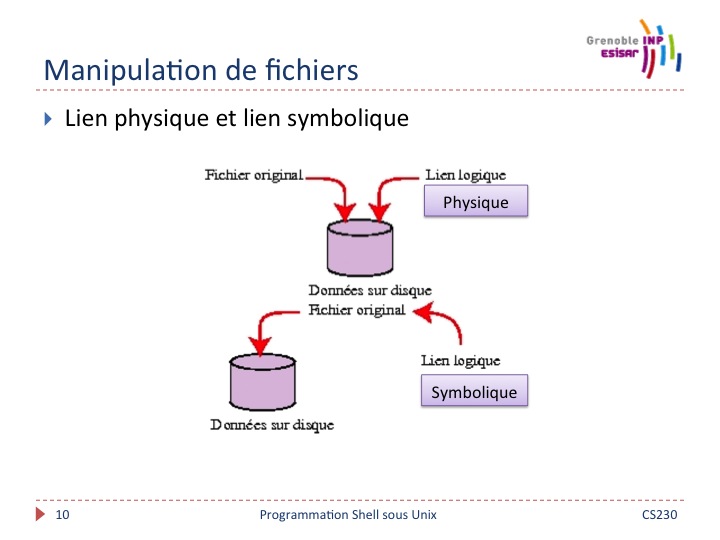 Grenoble INP
ESISAR
Manipulation de fichiers
Lien physique et lien symbolique
Fichier original
Lien logique
Physique
Données sur disque
Fichier original
Lien logique
Symbolique
Données sur disque
10
Programmation Shell sous Unix
CS230